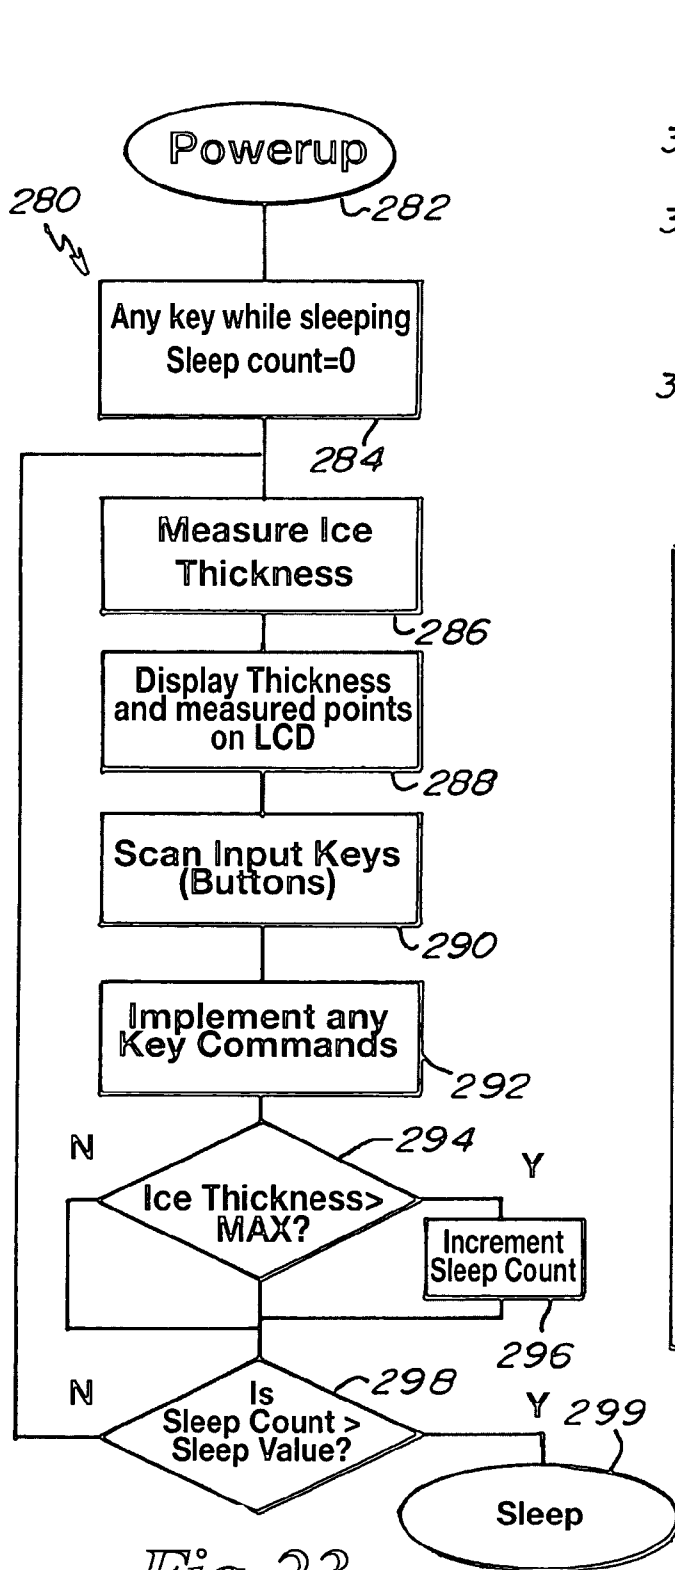 Powerup
280
282
Any key while sleeping
Sleep count=0
284
Measure Ice
Thickness
286
Display Thickness
and measured points
on LCD
288
Scan Input Keys
(Buttons)
290
Implement any
Key Commands
292
N
294
Y
Ice Thickness>
MAX?
Increment
Sleep Count
296
N
298
Is
Sleep Count >
Sleep Value?
Y
299
Sleep